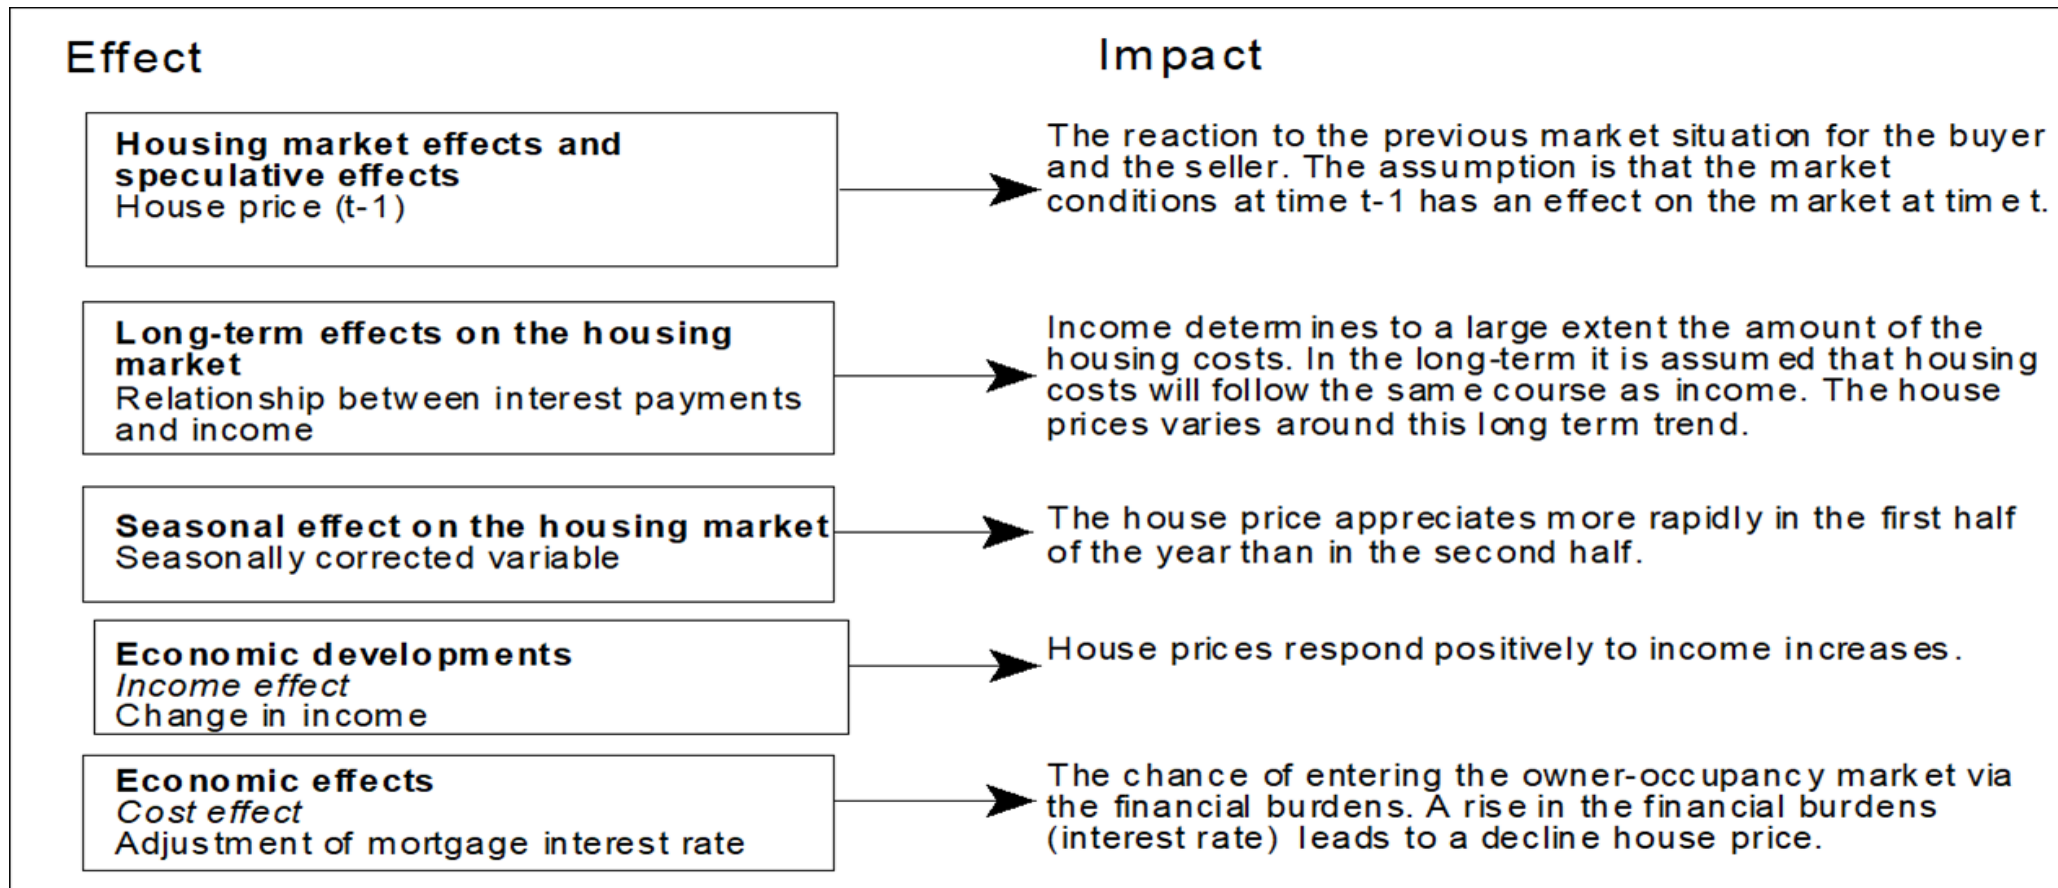 Effect
Impact
Housing market effects and
speculative effects
House price (t-1)
The reaction to the previous market situation for the buyer
and the seller. The assumption is that the market
conditions at time t-1 has an effect on the market at time t.
Long-term effects on the housing
market
Relationship between interest payments
and income
Income determines to a large extent the amount of the
housing costs. In the long-term it is assumed that housing
costs will follow the same course as income. The house
prices varies around this long term trend.
Seasonal effect on the housing market
Seasonally corrected variable
The house price appreciates more rapidly in the first half
of the year than in the second half.
Economic developments
Income effect
Change in income
House prices respond positively to income increases.
Economic effects
Cost effect
Adjustment of mortgage interest rate
The chance of entering the owner-occupancy market via
the financial burdens. A rise in the financial burdens
(interest rate) leads to a decline house price.